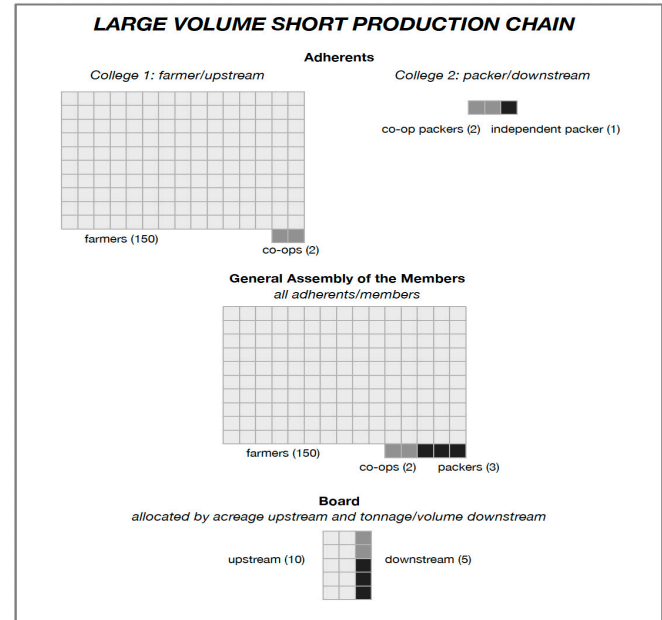 LARGE VOLUME SHORT PRODUCTION CHAIN
Adherents
College 1: farmer/upstream
College 2: packer/downstream
co-op packers (2) independent packer (1)
farmers (150)
co-ops (2)
General Assembly of the Members
all adherents/members
farmers (150)
co-ops (2) packers (3)
Board
allocated by acreage upstream and tonnage/volume downstream
upstream (10) downstream (5)